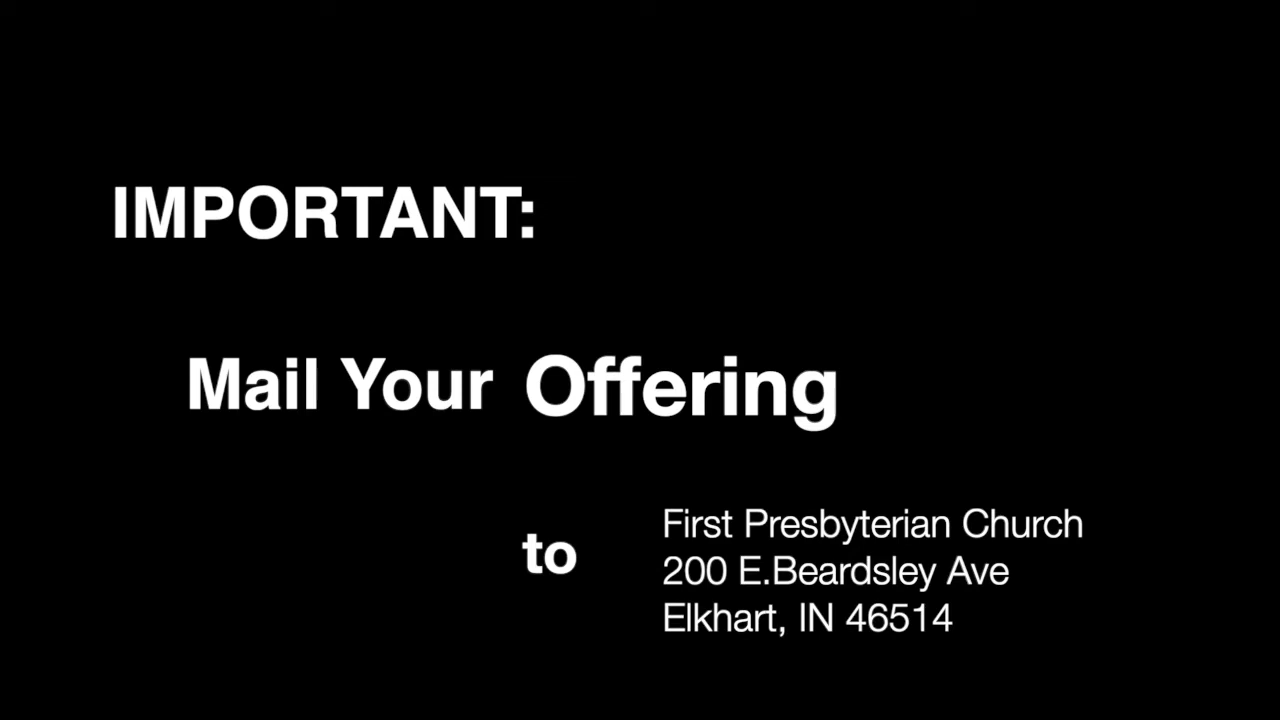 IMPORTANT:
Mail Your Offering
to
First Presbyterian Church
200 E.Beardsley Ave
Elkhart, IN 46514